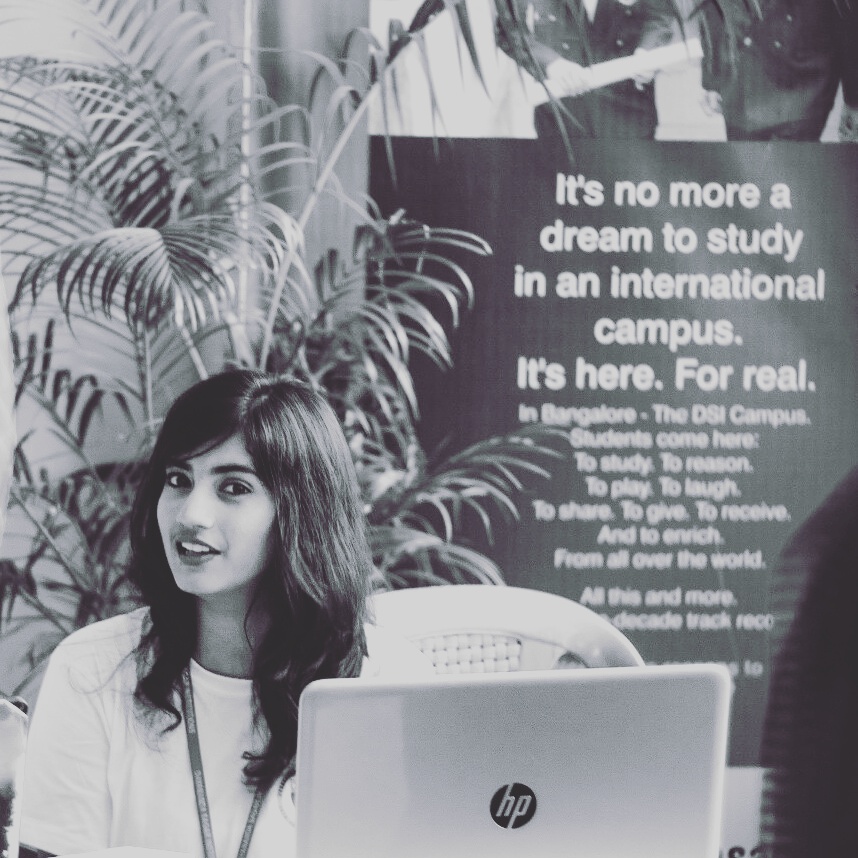 It's no more a
dream to study
in an international
campus.
It's here. For real.
In Bangalore - The DSI Campus.
Students come here:
To study. To reason.
To play. To laugh.
To share. To give. To receive.
And to enrich.
From all over the world.
All this and more.
decade track
to
hp